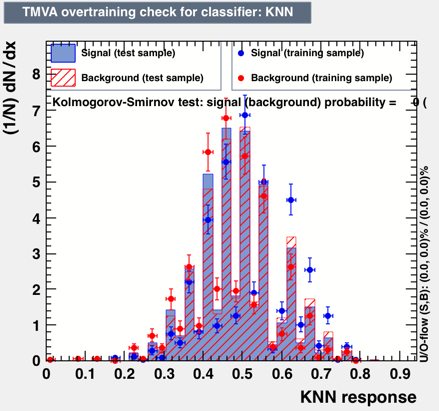 TMVA overtraining check for classifier: KNN
(1/N) dN/dx
Signal (test sample)
Signal (training sample)
Background (test sample)
Background (training sample)
Kolmogorov-Smirnov test: signal (background) probability = 0 (
8
7
6
5
4
3
2
1
0
0 0.1 0.2 0.3 0.4 0.5 0.6 0.7 0.8 0.9
KNN response
U/O-flow (S,B): (0.0, 0.0)% / (0.0, 0.0)%